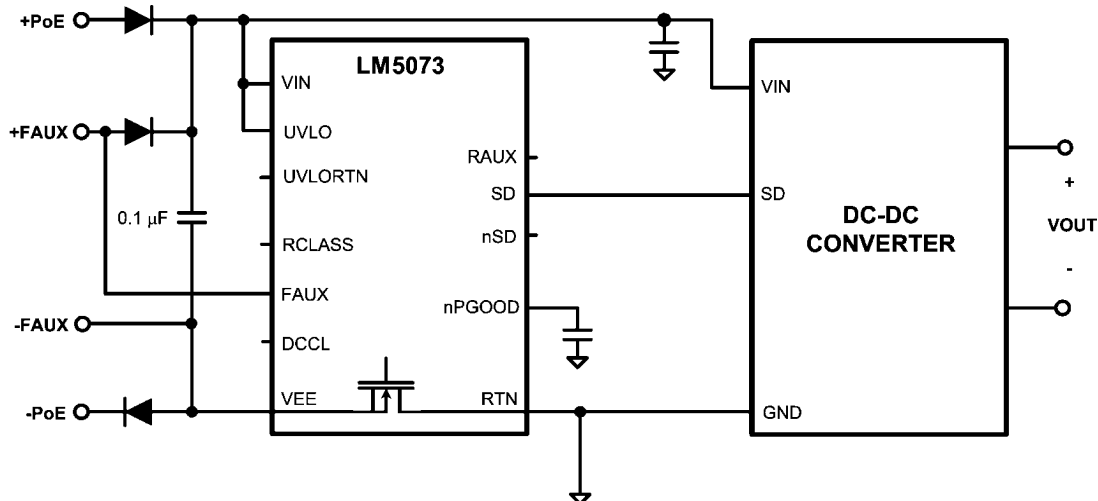 +PoE
LM5073
VIN
VIN
+FAUX
UVLO
RAUX
UVLORTN
SD
SD
+
0.1 μF
DC-DC
CONVERTER
VOUT
nSD
RCLASS
-
FAUX
nPGOOD
-FAUX
DCCL
-PoE
VEE
RTN
GND